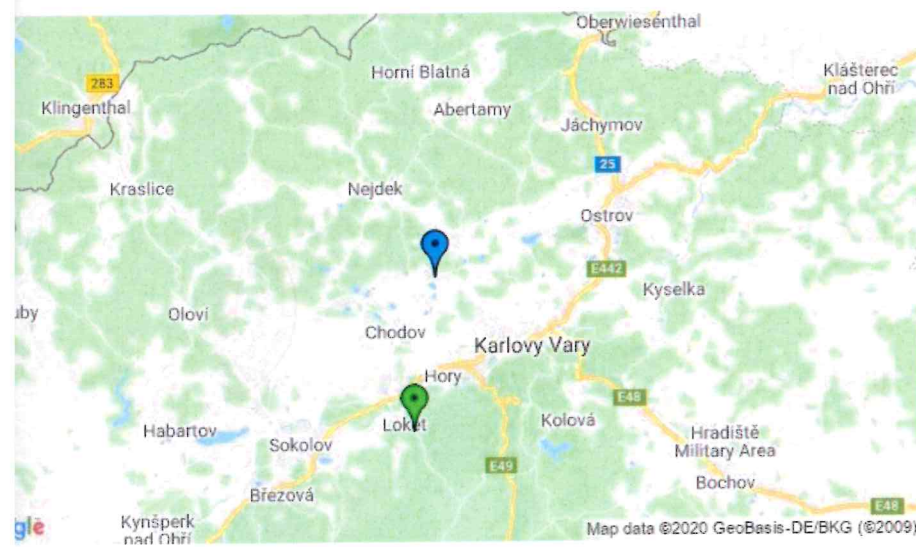 Oberwiesenthal
Klášterec
nad Ohří
Horní Blatná
283
Klingenthal
Abertamy
Jáchymov
25
Kraslice
Nejdek
Ostrov
E442
Kyselka
uby
Oloví
Chodov
Karlovy Vary
Hory
E48
Loket
Kolová
Habartov
Sokolov
Hradiště
Military Area
E49
Bochov
Březová
E48
Kynšperk
nad Ohří
gle
Map data ©2020 GeoBasis-DE/BKG (©2009)